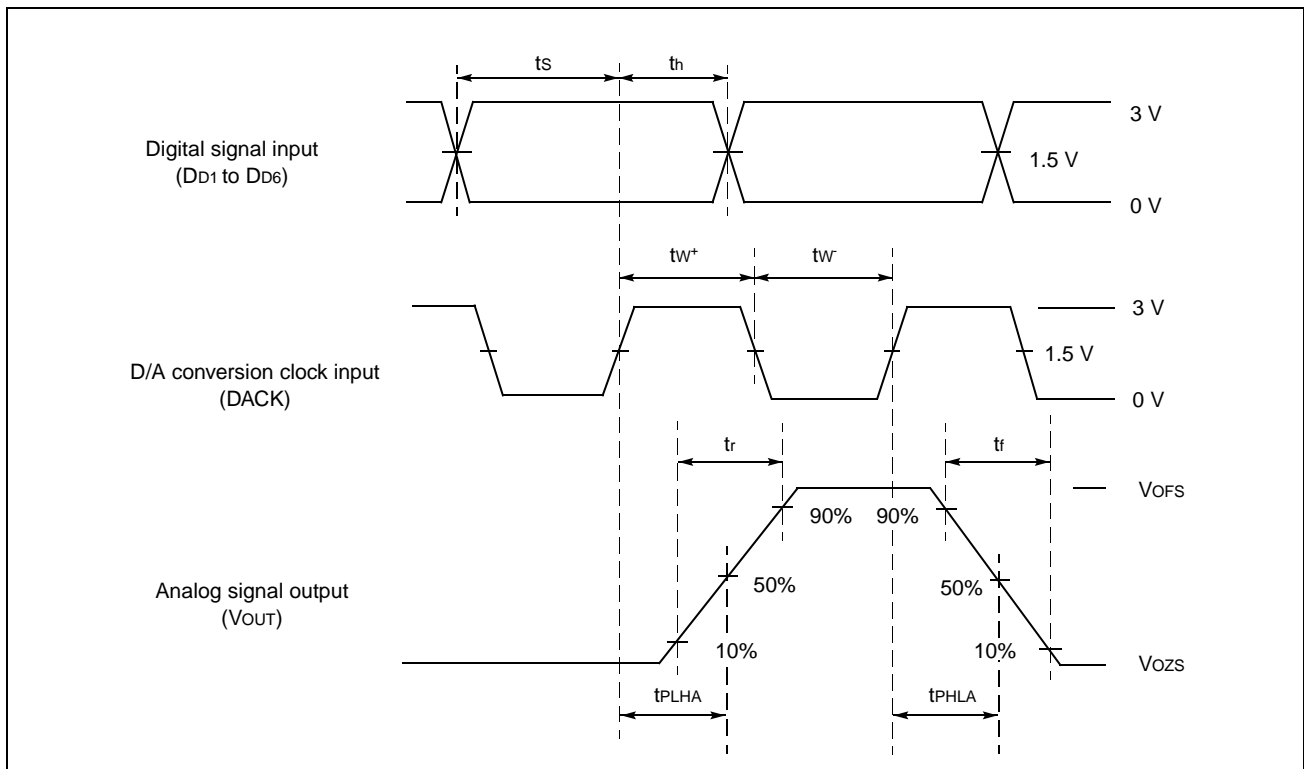 tS
th
Digital signal input
(DD1 to DD6)
3 V
1.5 V
0 V
tW+
tW-
D/A conversion clock input
(DACK)
3 V
1.5 V
0 V
tr
tf
VOFS
90%
90%
Analog signal output
(VOUT)
50%
50%
10%
10%
VOZS
tPLHA
tPHLA